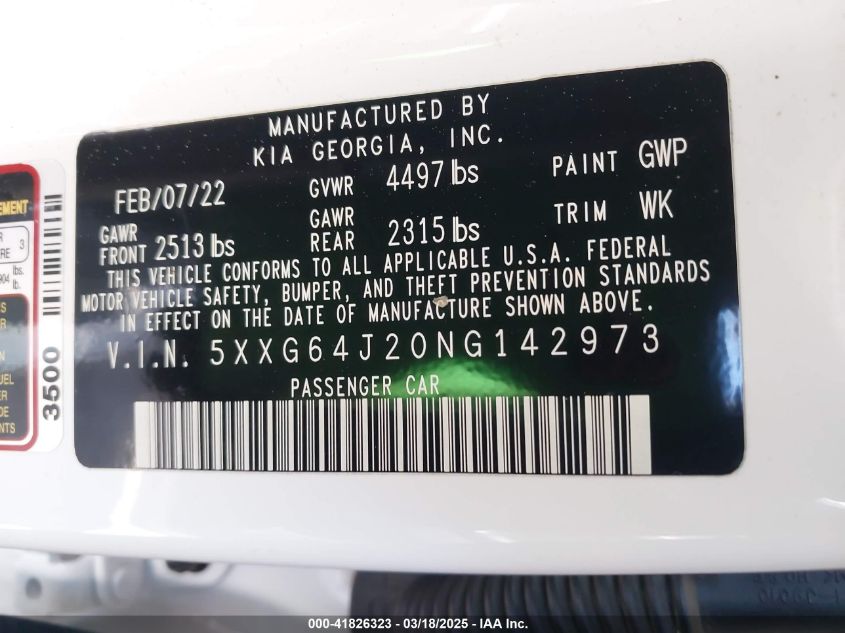 MANUFACTURED BY
KIA GEORGIA, INC.
FEB/07/22 GVWR 4497 lbs PAINT GWP
GAWR FRONT 2513 lbs GAWR REAR 2315 lbs TRIM WK
THIS VEHICLE CONFORMS TO ALL APPLICABLE U.S.A. FEDERAL
MOTOR VEHICLE SAFETY, BUMPER, AND THEFT PREVENTION STANDARDS
IN EFFECT ON THE DATE OF MANUFACTURE SHOWN ABOVE.
V.I.N. 5XXG64J20NG142973
PASSENGER CAR
3500
3
lbs.
lb.
000-41826323 / 03/18/2025 - IAA Inc.